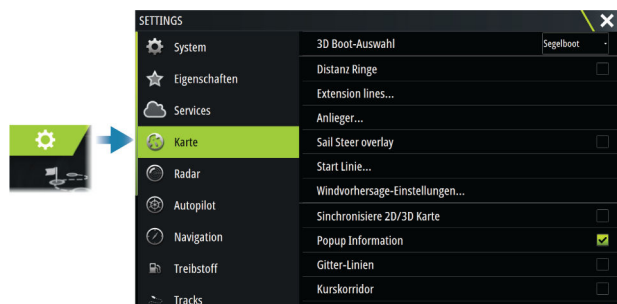 SETTINGS
System
Eigenschaften
Services
Karte
Radar
Autopilot
Navigation
Treibstoff
Tracks
3D Boot-Auswahl Segelboot
Distanz Ringe
Extension lines...
Anlieger...
Sail Steer overlay
Start Linie...
Windvorhersage-Einstellungen...
Sinchronisiere 2D/3D Karte
Popup Information
Gitter-Linien
Kurskorridor